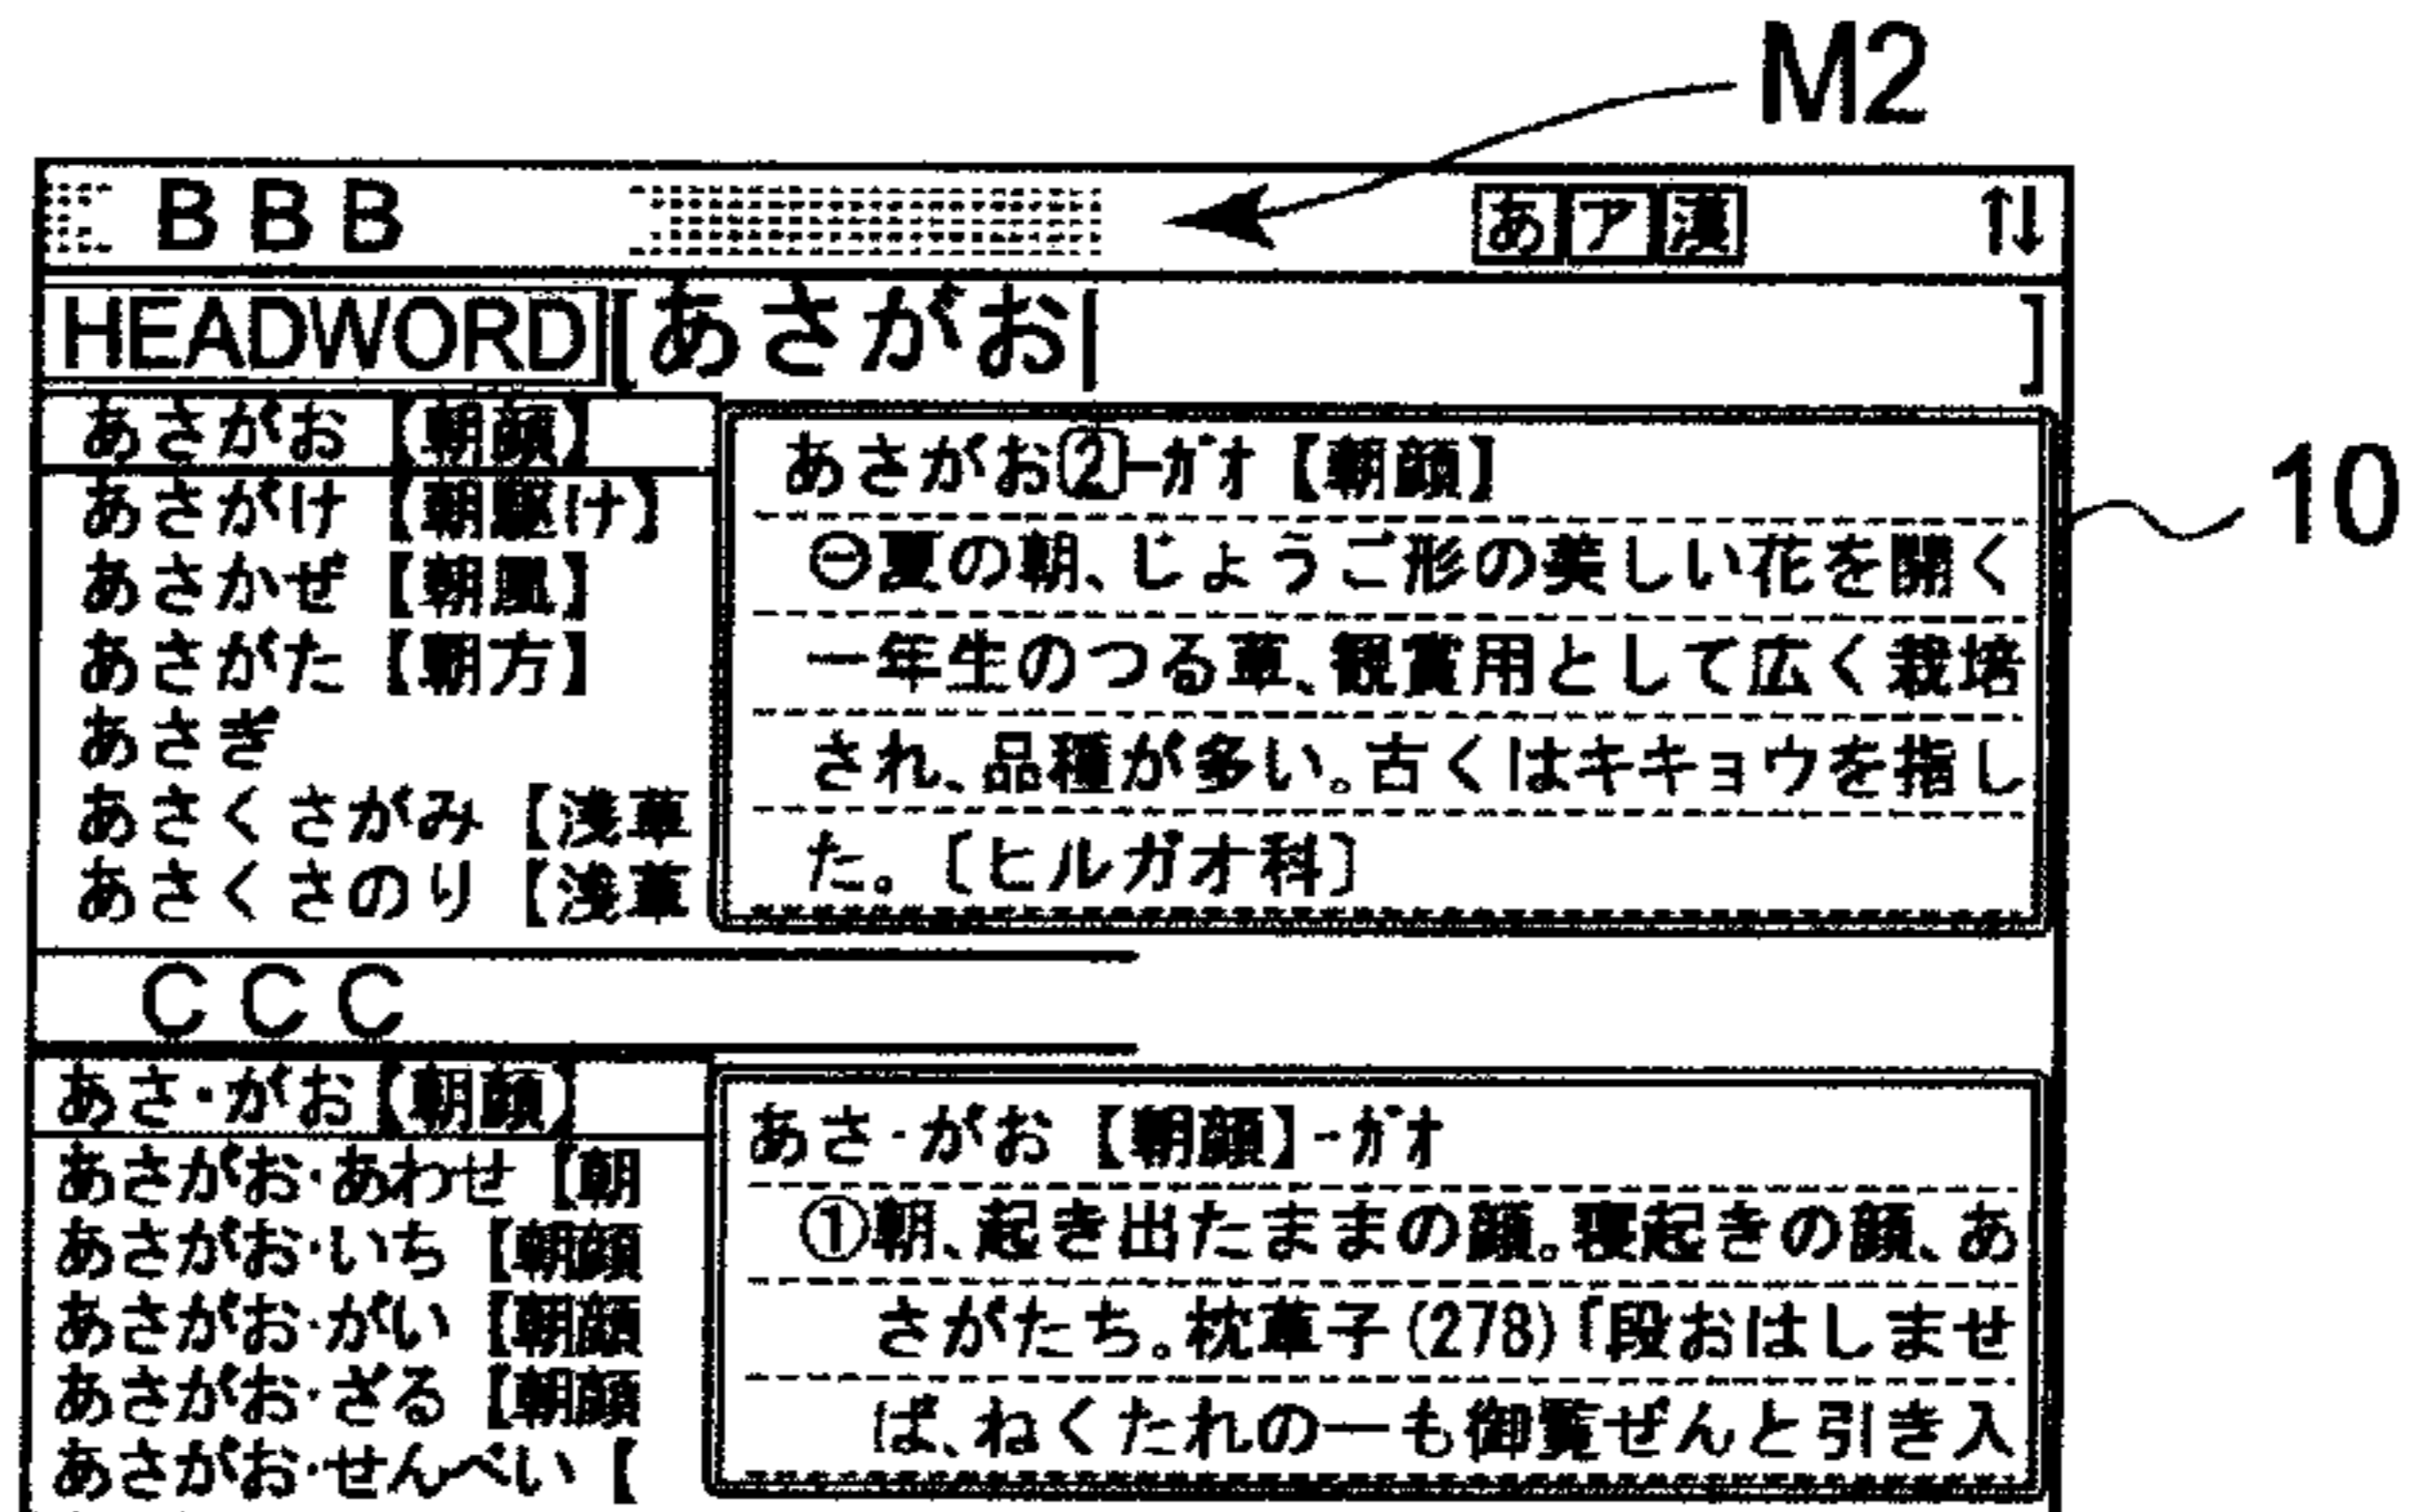 M2
BBB
あ ア 漢 ↑↓
HEADWORD [あさがお| ]
あさがお【朝顔】
あさがけ【朝駆け】
あさかぜ【朝風】
あさがた【朝方】
あさぎ
あさくさがみ【浅草
あさくさのり【浅草
あさがお②-ガオ【朝顔】
㊀夏の朝、じょうご形の美しい花を開く
一年生のつる草、観賞用として広く栽培
され、品種が多い。古くはキキョウを指し
た。〔ヒルガオ科〕
10
CCC
あさ・がお【朝顔】
あさがお・あわせ【朝
あさがお・いち【朝顔
あさがお・がい【朝顔
あさがお・ざる【朝顔
あさがお・せんべい【
あさ・がお【朝顔】-ガオ
①朝、起き出たままの顔。寝起きの顔、あ
さがたち。枕草子(278)「段おはしませ
ば、ねくたれの一も御覧ぜんと引き入